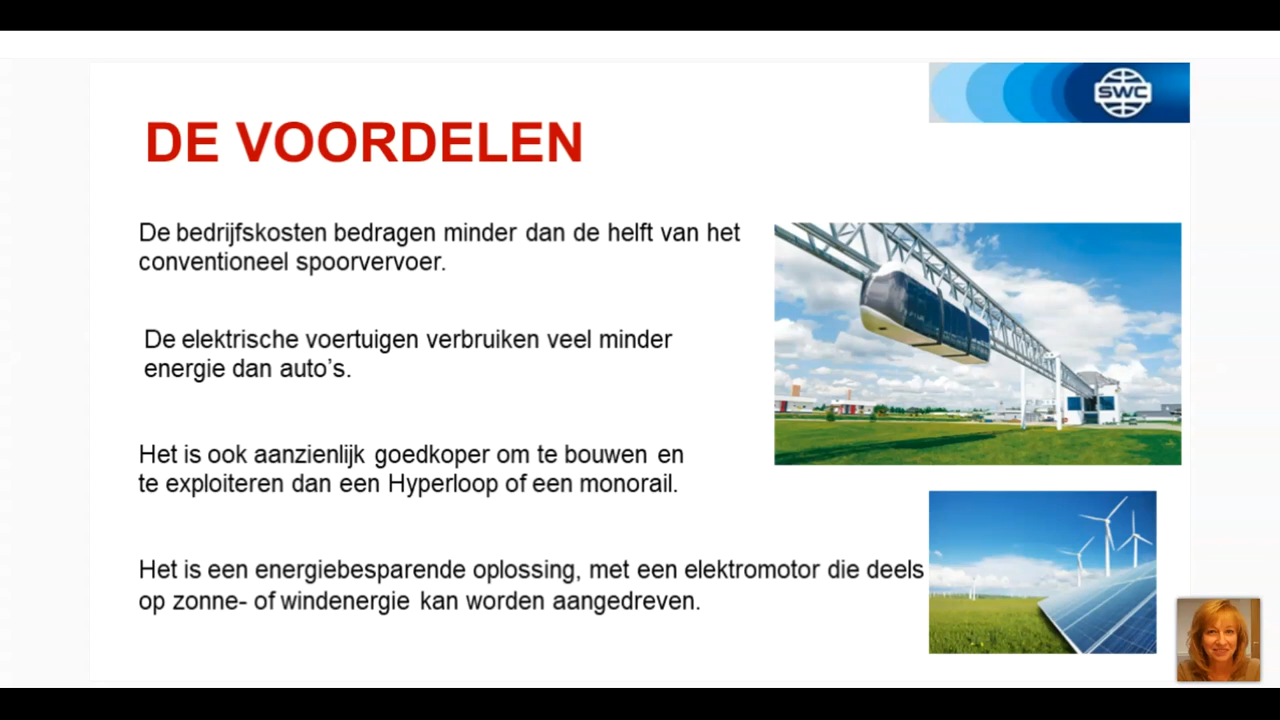 SWC
DE VOORDELEN
De bedrijfskosten bedragen minder dan de helft van het
conventioneel spoorvervoer.
De elektrische voertuigen verbruiken veel minder
energie dan auto’s.
Het is ook aanzienlijk goedkoper om te bouwen en
te exploiteren dan een Hyperloop of een monorail.
Het is een energiebesparende oplossing, met een elektromotor die deels
op zonne- of windenergie kan worden aangedreven.